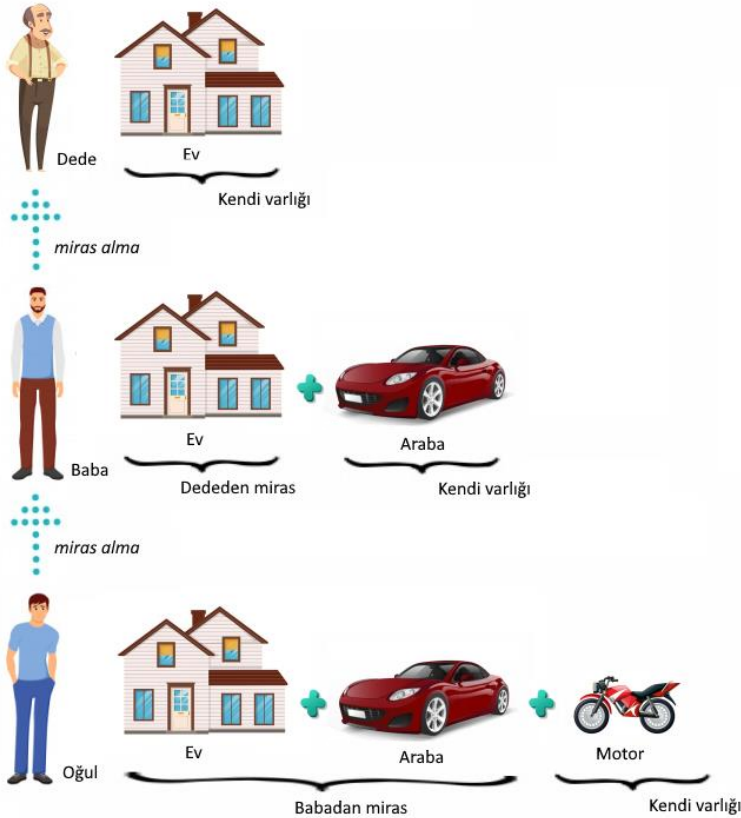 Dede
Ev
Kendi varlığı
miras alma
Baba
Ev
Araba
Dededen miras
Kendi varlığı
miras alma
Oğul
Ev
Araba
Motor
Babadan miras
Kendi varlığı